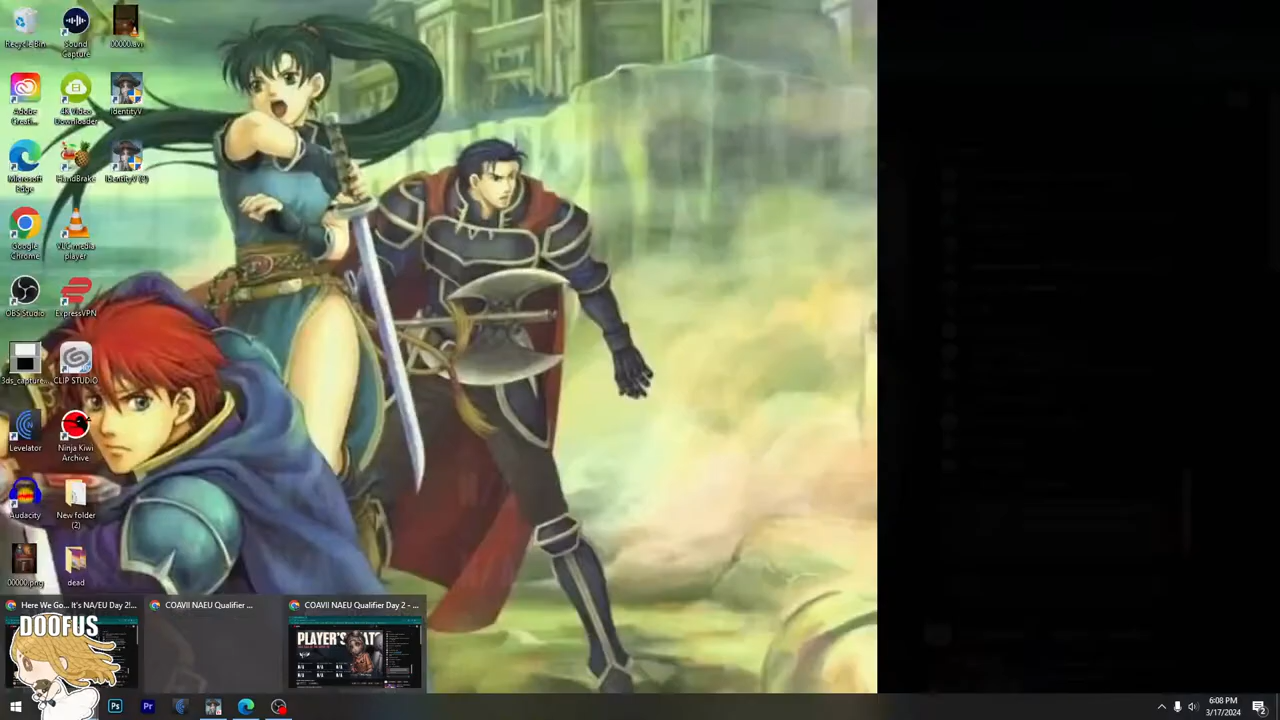 Recycle Bin
Sound
Capture
00000.avi
Adobe
Creati...
4K Video
Downloader
IdentityV
Microsoft
Edge
HandBrake
IdentityV (1)
Google
Chrome
VLC media
player
OBS Studio
ExpressVPN
3ds_capture...
CLIP STUDIO
Levelator
Ninja Kiwi
Archive
Audacity
New folder
(2)
00000.png
dead
Here We Go... It's NA/EU Day 2!...
COAVII NAEU Qualifier ...
COAVII NAEU Qualifier Day 2 - ...
DOOFUS
PLAYER'S
Ps
Pr
6:08 PM
3/17/2024
2